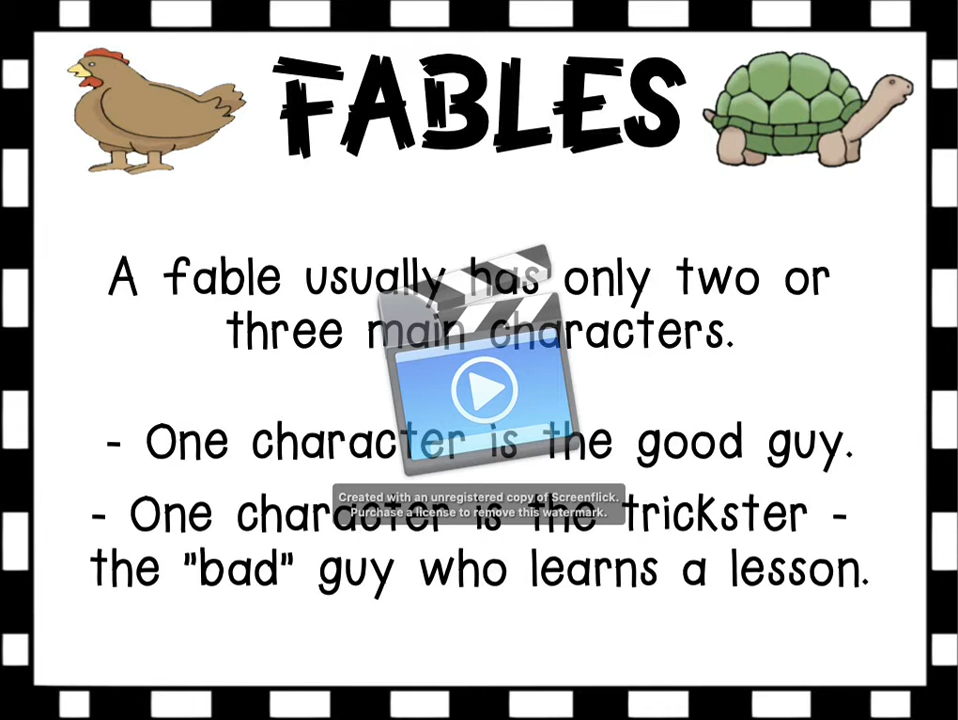 FABLES
A fable usually has only two or
three main characters.
- One character is the good guy.
- One character is the trickster -
the "bad" guy who learns a lesson.
Created with an unregistered copy of Screenflick.
Purchase a license to remove this watermark.